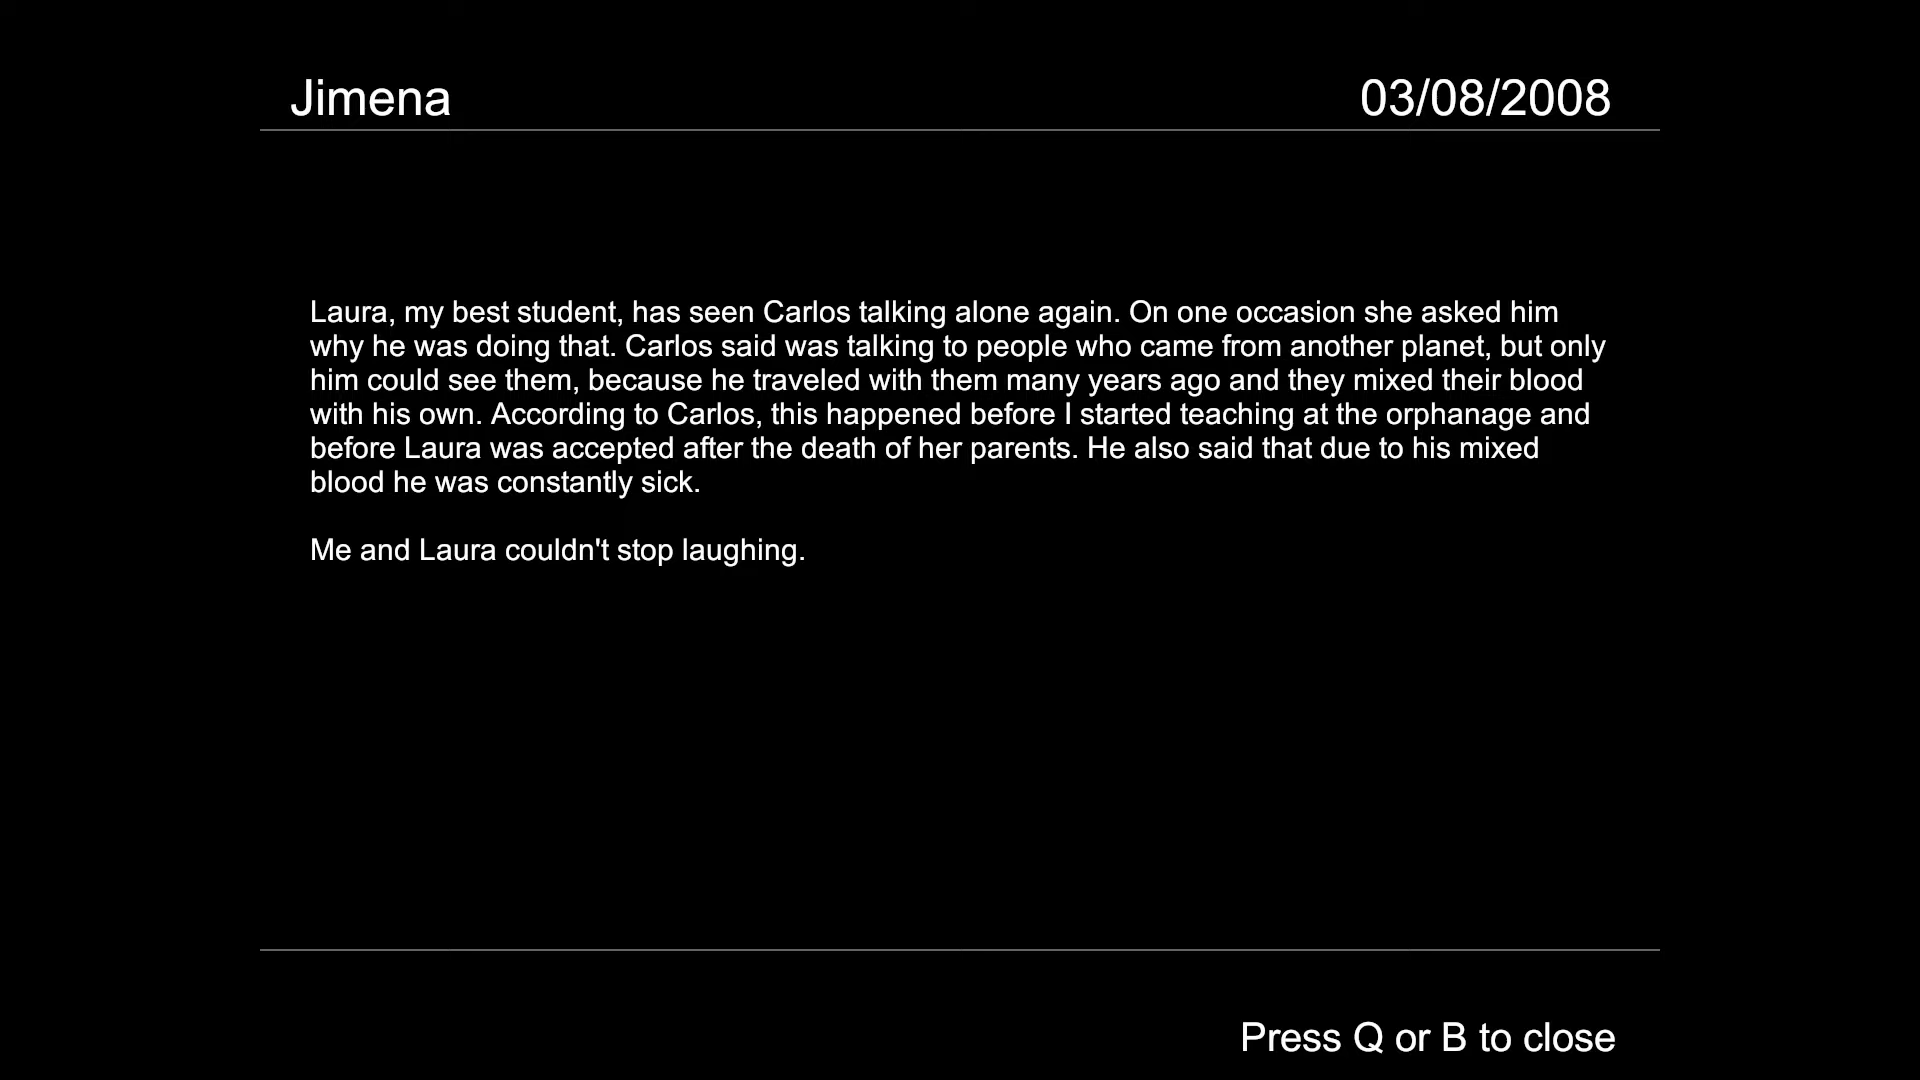 Jimena
03/08/2008
Laura, my best student, has seen Carlos talking alone again. On one occasion she asked him
why he was doing that. Carlos said was talking to people who came from another planet, but only
him could see them, because he traveled with them many years ago and they mixed their blood
with his own. According to Carlos, this happened before I started teaching at the orphanage and
before Laura was accepted after the death of her parents. He also said that due to his mixed
blood he was constantly sick.
Me and Laura couldn't stop laughing.
Press Q or B to close